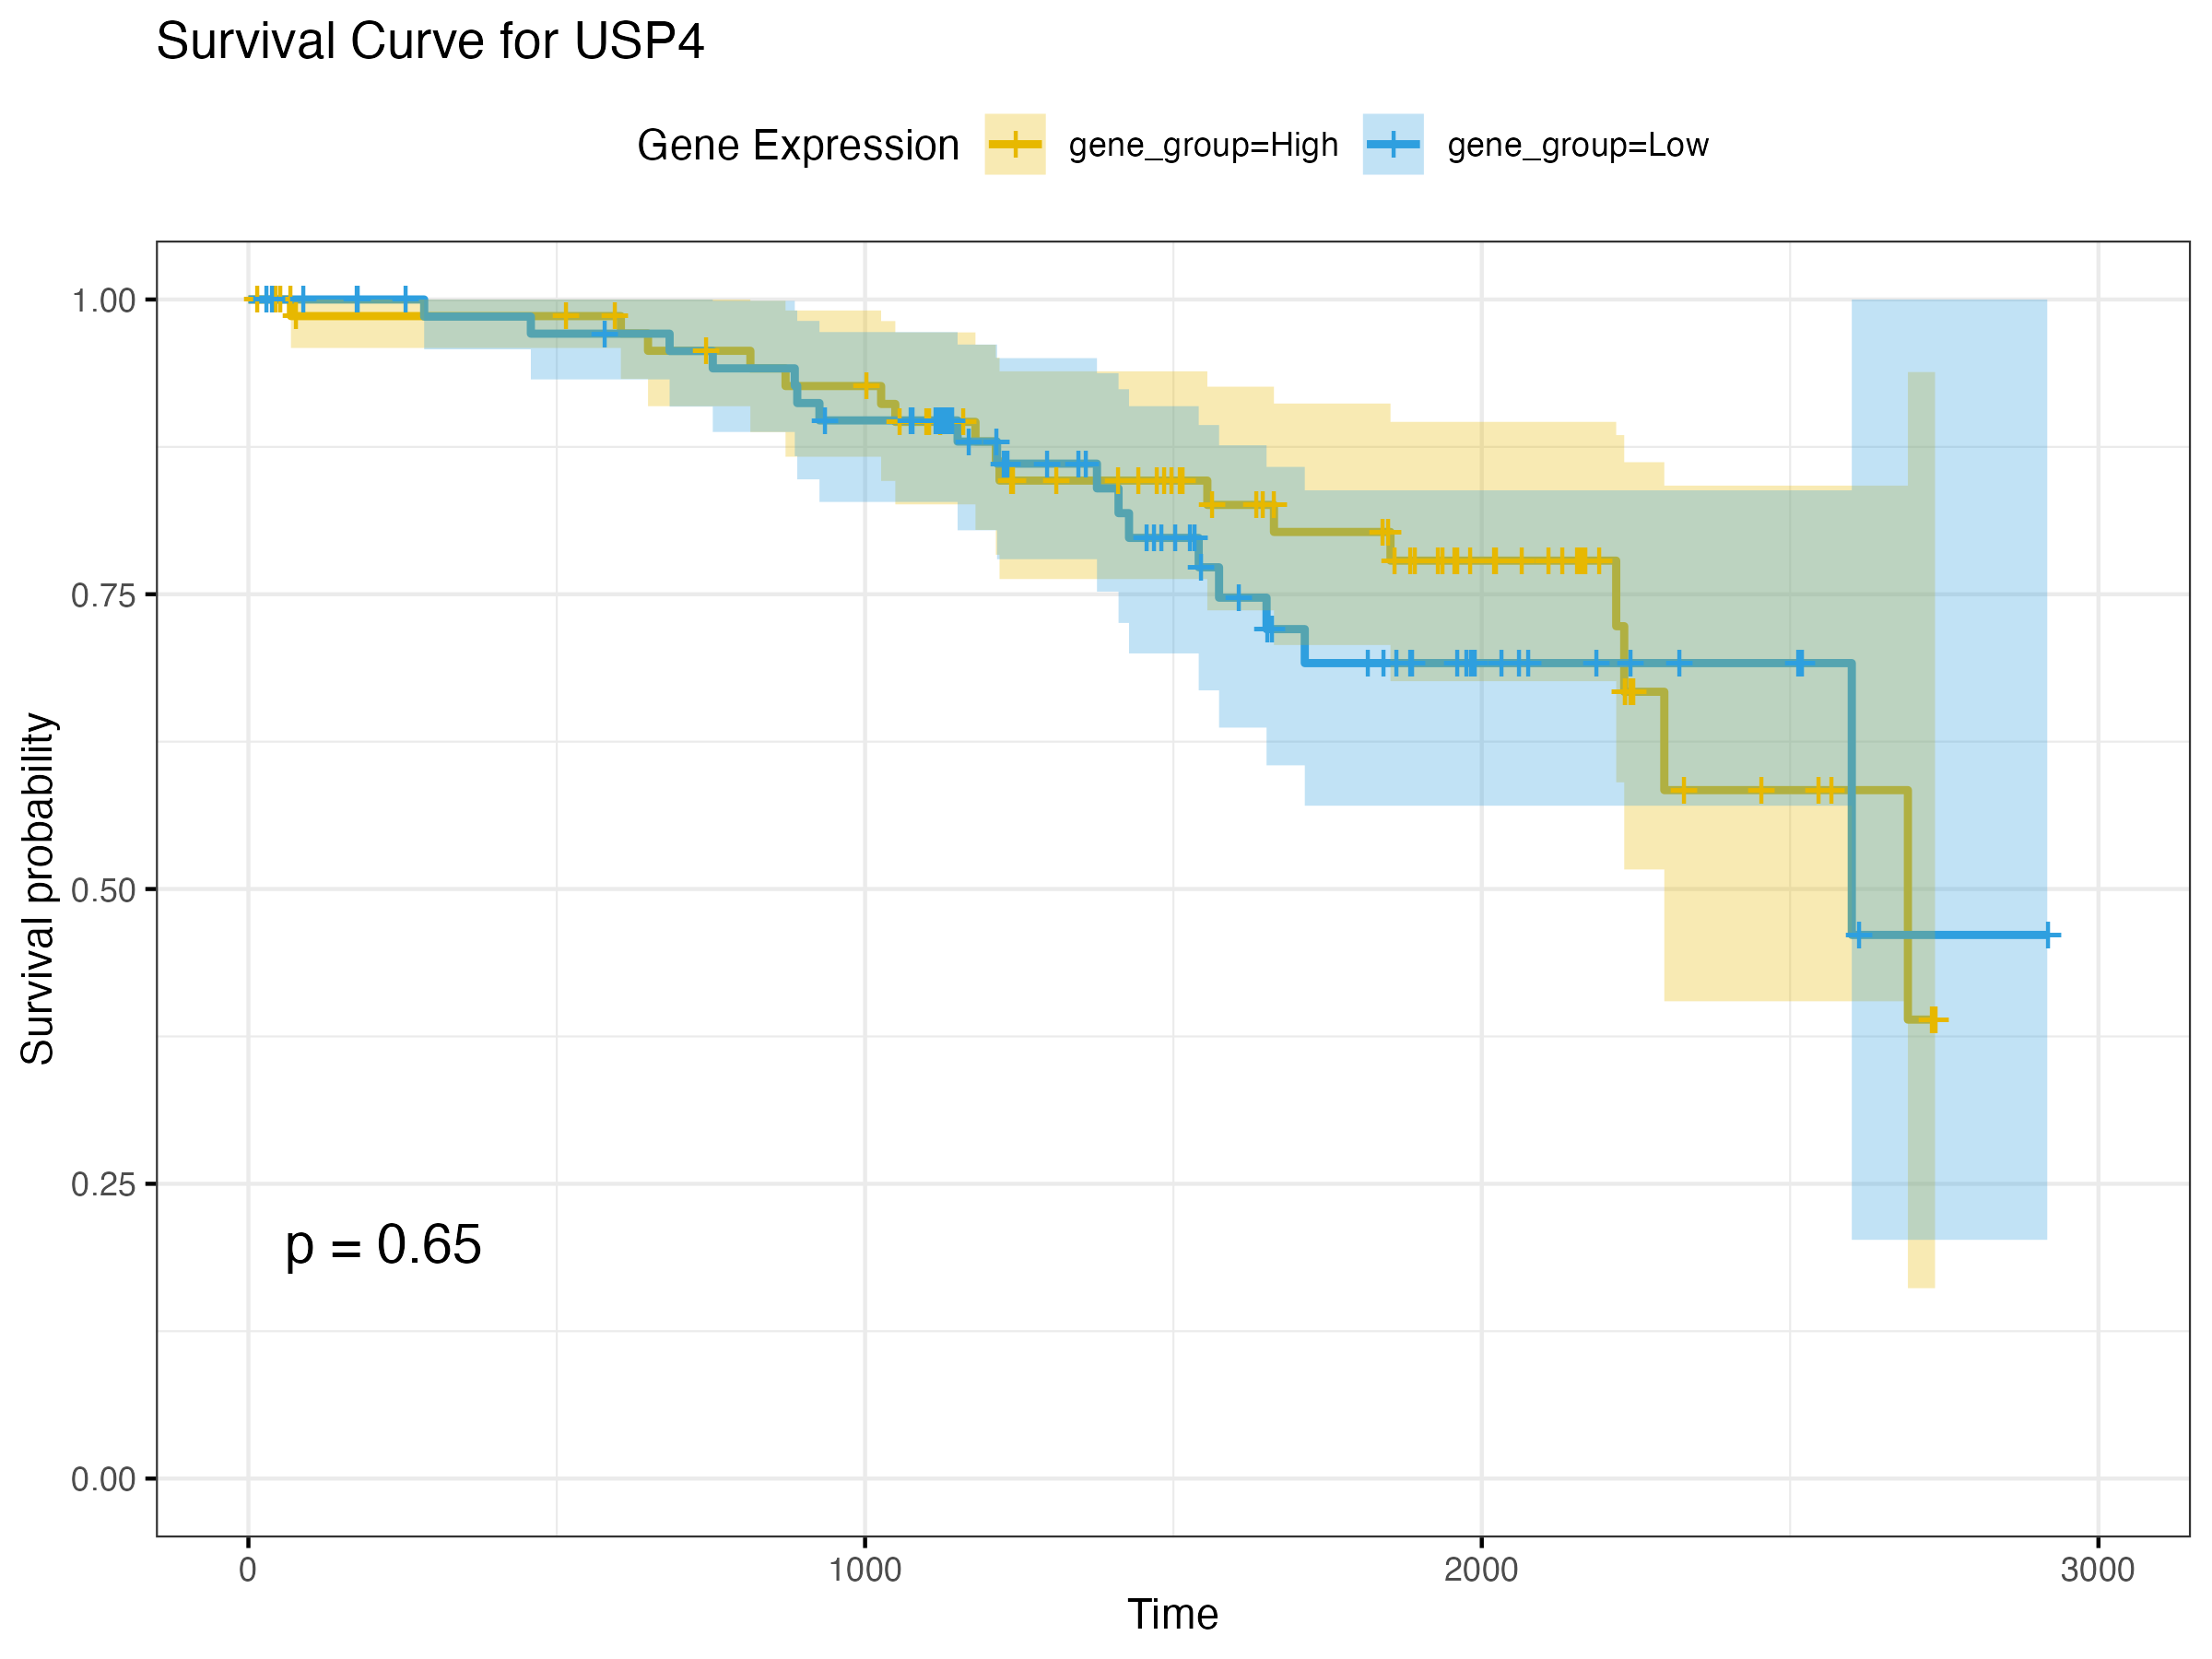 Survival Curve for USP4
Gene Expression gene_group=High gene_group=Low
Survival probability
1.00
0.75
0.50
0.25
0.00
p = 0.65
0 1000 2000 3000
Time